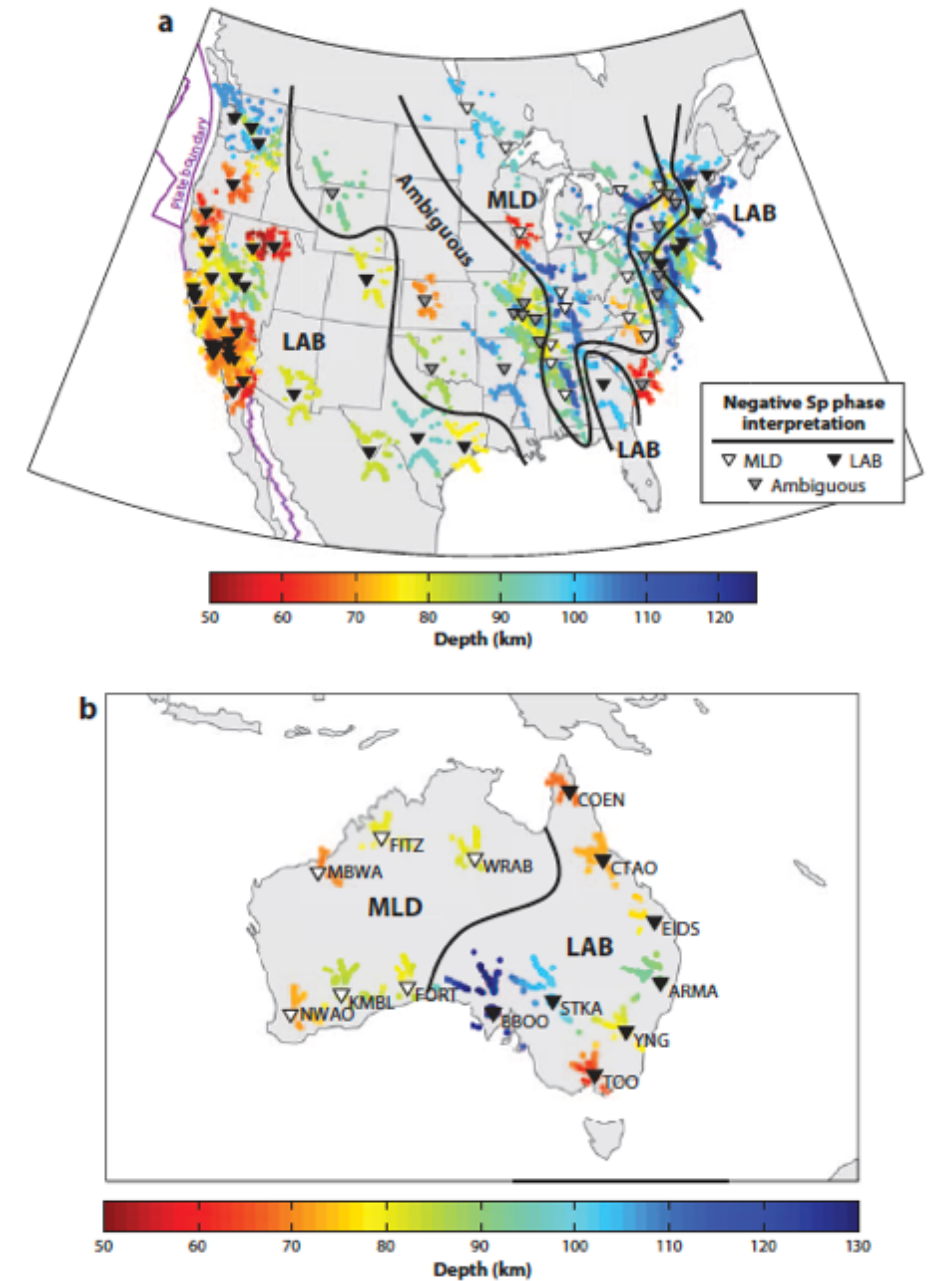 a
Plate boundary
Ambiguous
MLD
LAB
LAB
LAB
Negative Sp phase
interpretation
MLD LAB
Ambiguous
50 60 70 80 90 100 110 120
Depth (km)
b
COEN
FITZ
WRAB
CTAO
MBWA
MLD
EIDS
LAB
ARMA
FORT
KMBL
STKA
NWAO
BBOO
YNG
TOO
50 60 70 80 90 100 110 120 130
Depth (km)